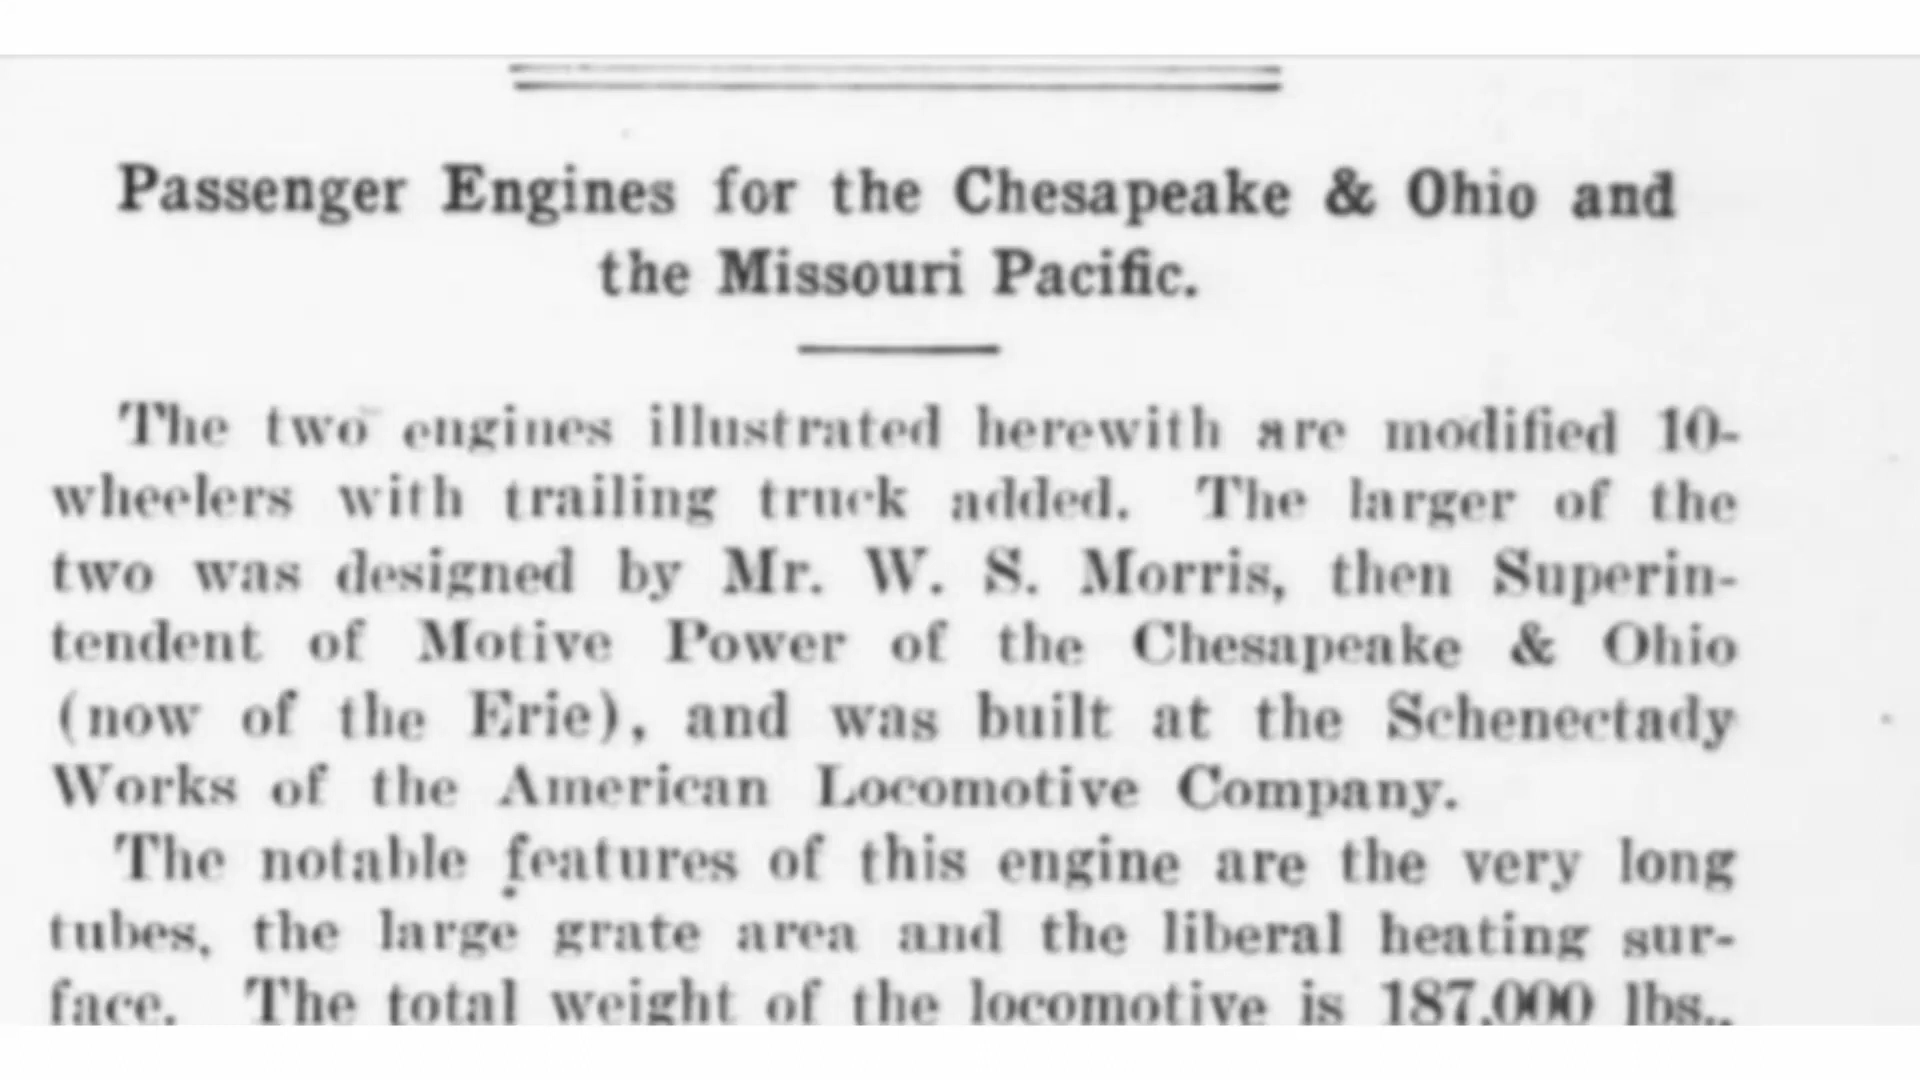 Passenger Engines for the Chesapeake & Ohio and
the Missouri Pacific.
The two engines illustrated herewith are modified 10-
wheelers with trailing truck added. The larger of the
two was designed by Mr. W. S. Morris, then Superin-
tendent of Motive Power of the Chesapeake & Ohio
(now of the Erie), and was built at the Schenectady
Works of the American Locomotive Company.
The notable features of this engine are the very long
tubes, the large grate area and the liberal heating sur-
face. The total weight of the locomotive is 187,000 lbs.,